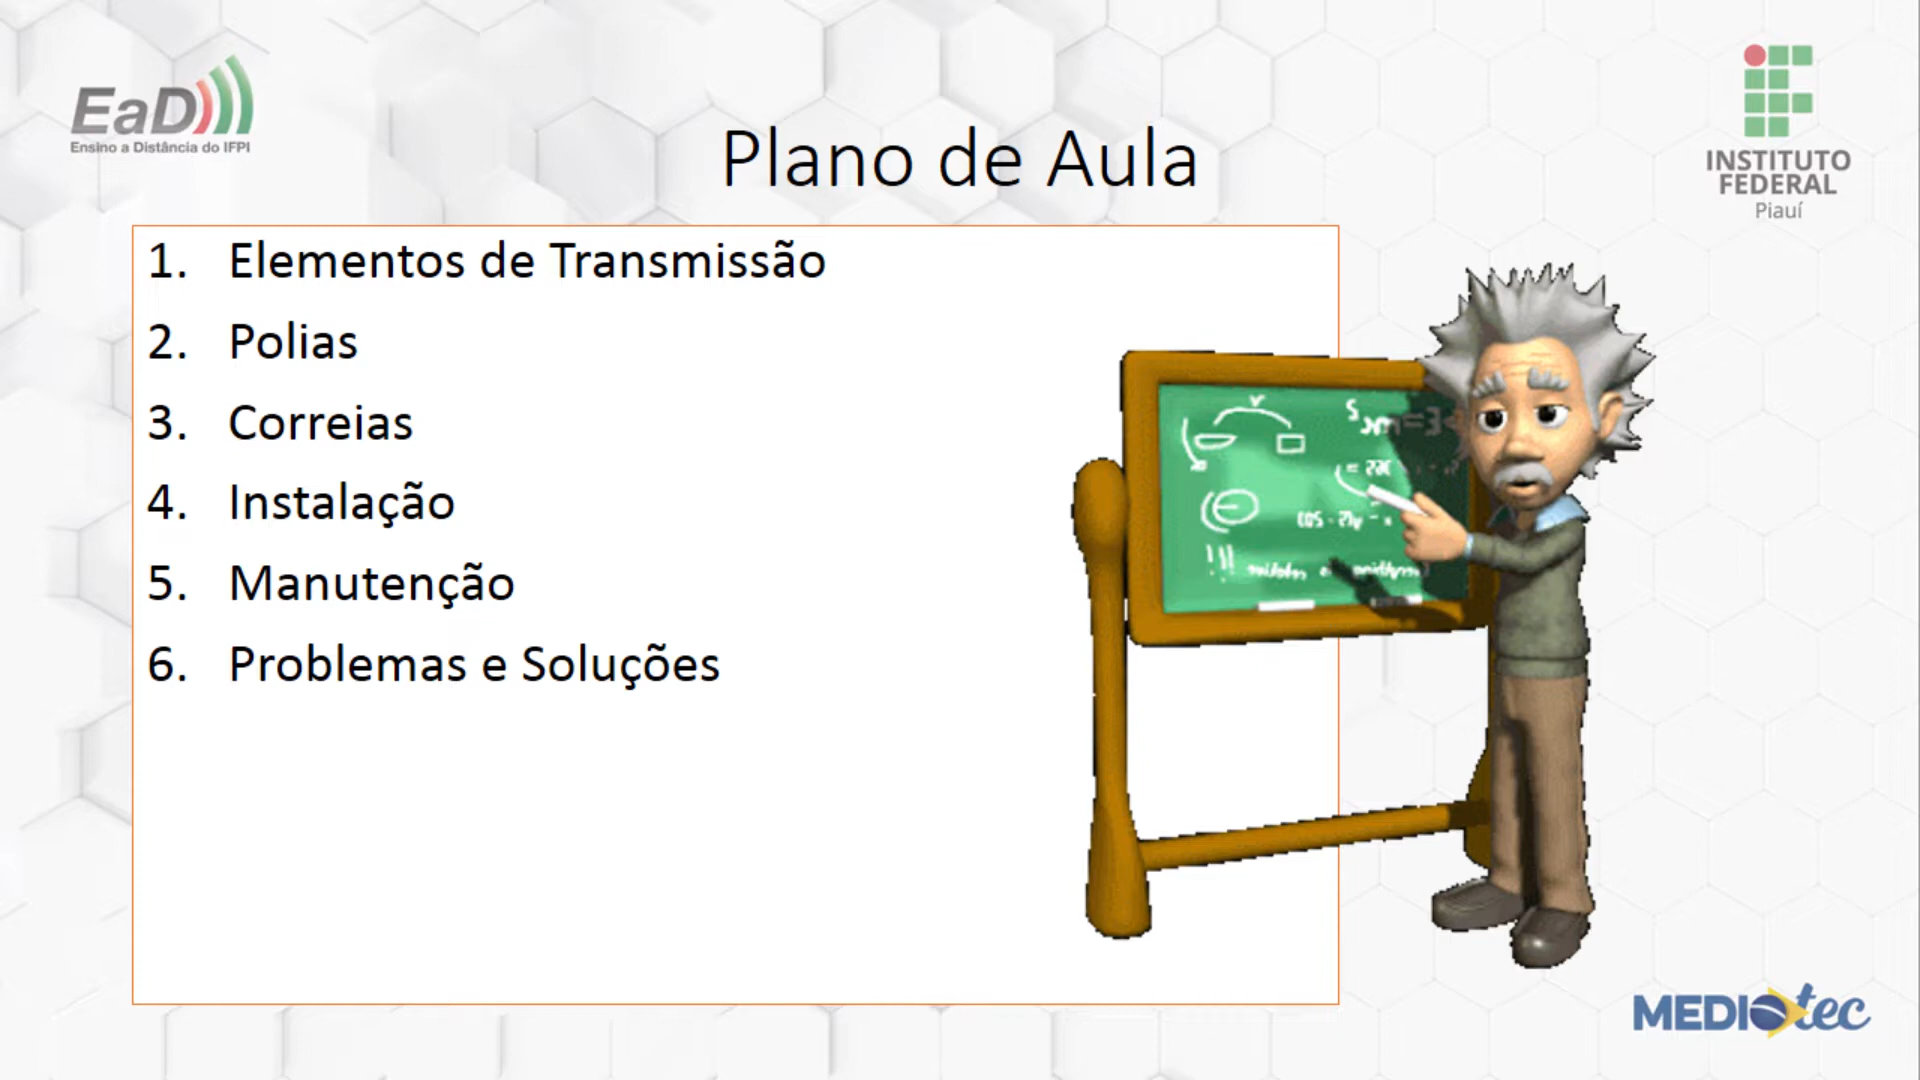 EaD
Ensino a Distância do IFPI
INSTITUTO
FEDERAL
Piauí
Plano de Aula
1. Elementos de Transmissão
2. Polias
3. Correias
4. Instalação
5. Manutenção
6. Problemas e Soluções
MEDIOtec